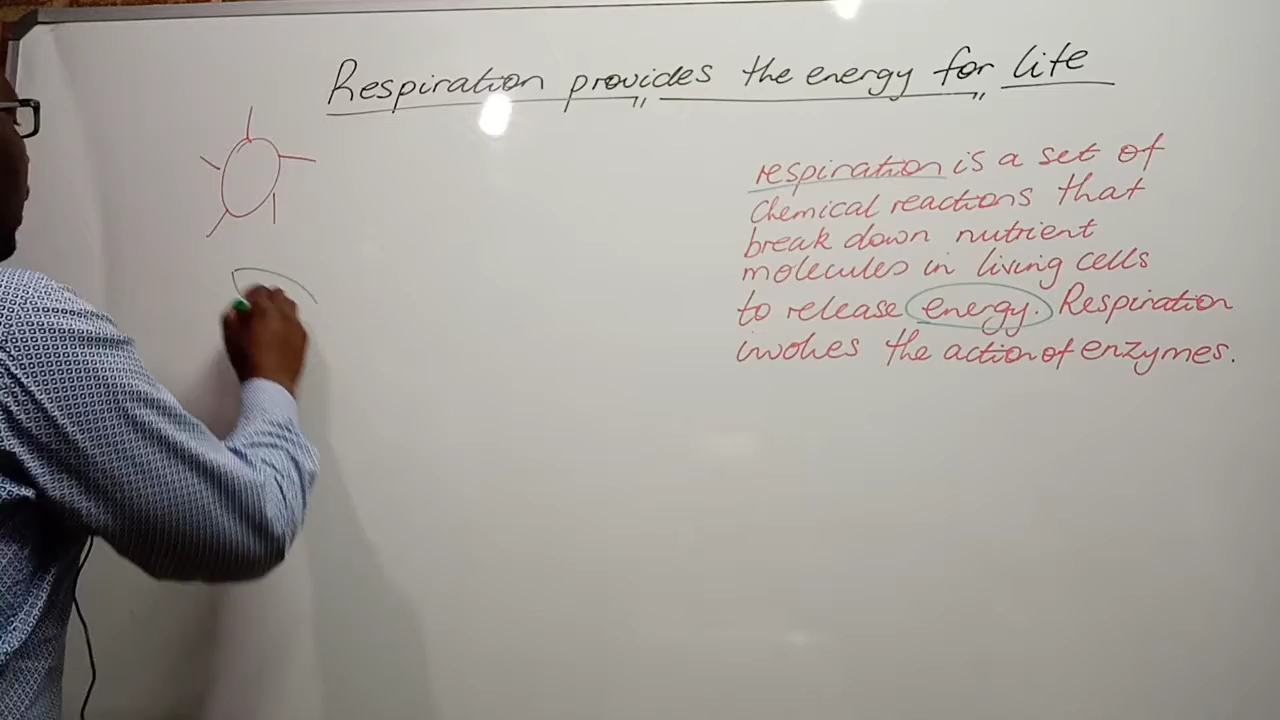 Respiration provides the energy for life
respiration is a set of
chemical reactions that
break down nutrient
molecules in living cells
to release energy. Respiration
involves the action of enzymes.